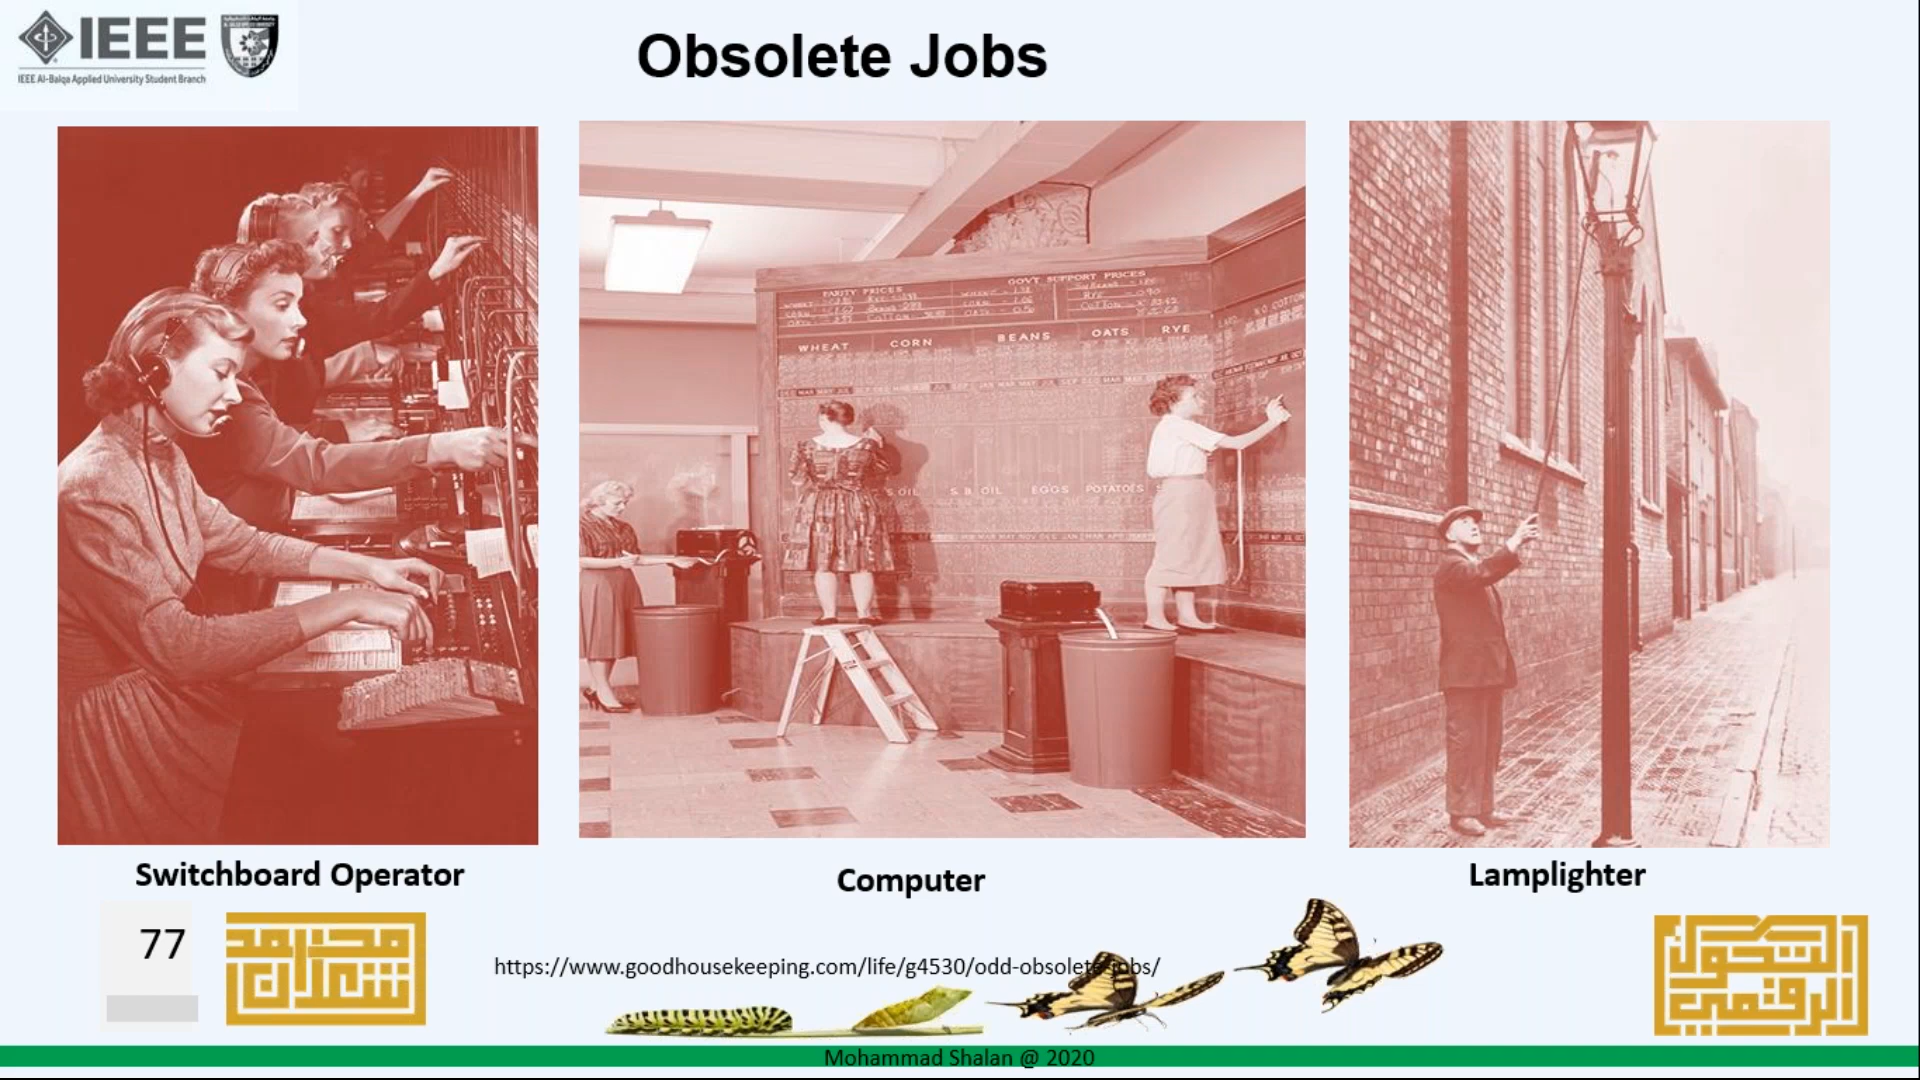 IEEE
IEEE Al-Balqa Applied University Student Branch
Obsolete Jobs
PARITY PRICES
GOVT SUPPORT PRICES
WHEAT CORN BEANS OATS RYE
NO COTTON
S. B. OIL EGGS POTATOES
Switchboard Operator
Computer
Lamplighter
77
محمد
شعلان
https://www.goodhousekeeping.com/life/g4530/odd-obsolete-jobs/
التحول
الرقمي
Mohammad Shalan @ 2020